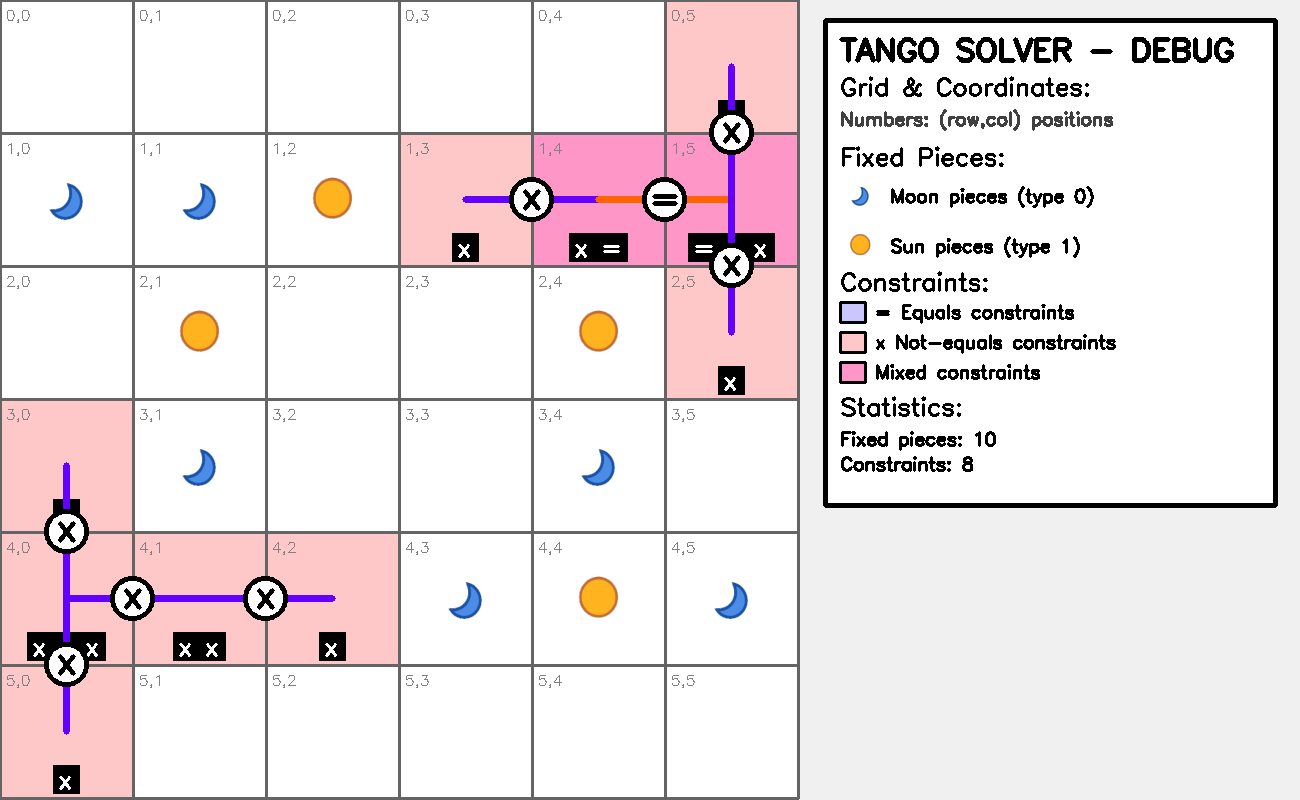 0,0 0,1 0,2 0,3 0,4 0,5
x
1,0 1,1 1,2 1,3 1,4 1,5
x =
x x = = x
x
2,0 2,1 2,2 2,3 2,4 2,5
x
3,0 3,1 3,2 3,3 3,4 3,5
x
4,0 4,1 4,2 4,3 4,4 4,5
x x
x x x x x
x
5,0 5,1 5,2 5,3 5,4 5,5
x
TANGO SOLVER - DEBUG
Grid & Coordinates:
Numbers: (row,col) positions
Fixed Pieces:
Moon pieces (type 0)
Sun pieces (type 1)
Constraints:
= Equals constraints
x Not-equals constraints
Mixed constraints
Statistics:
Fixed pieces: 10
Constraints: 8